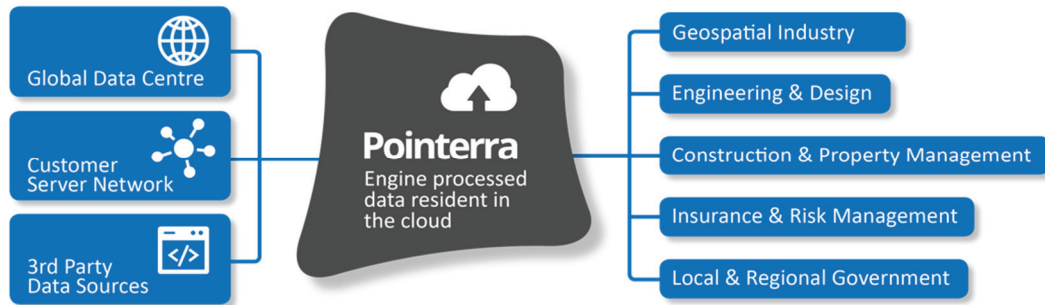 Global Data Centre
Customer
Server Network
</>
3rd Party
Data Sources
Pointerra
Engine processed
data resident in
the cloud
Geospatial Industry
Engineering & Design
Construction & Property Management
Insurance & Risk Management
Local & Regional Government